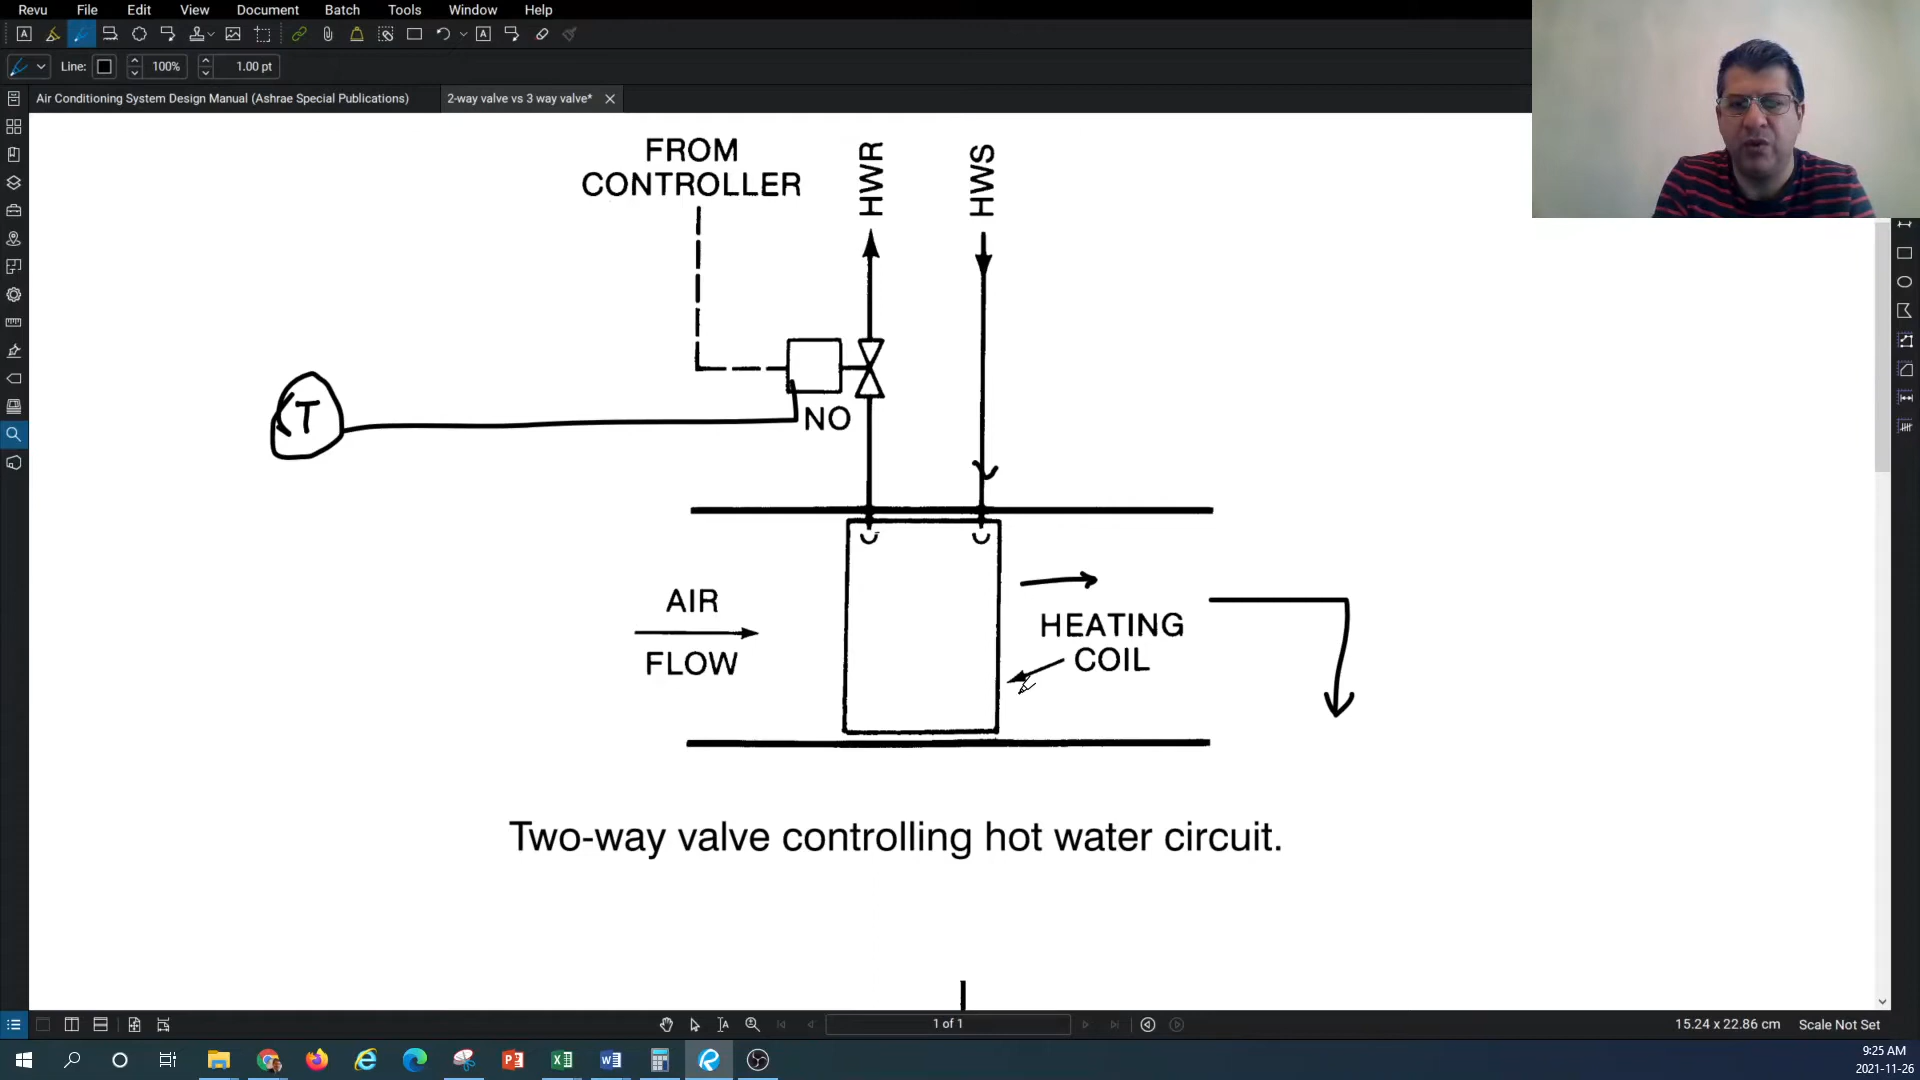 Revu File Edit View Document Batch Tools Window Help
Line: 100% 1.00 pt
Air Conditioning System Design Manual (Ashrae Special Publications) 2-way valve vs 3 way valve*
FROM
CONTROLLER
HWR
HWS
T
NO
AIR
FLOW
HEATING
COIL
Two-way valve controlling hot water circuit.
1 of 1
15.24 x 22.86 cm Scale Not Set
9:25 AM
2021-11-26